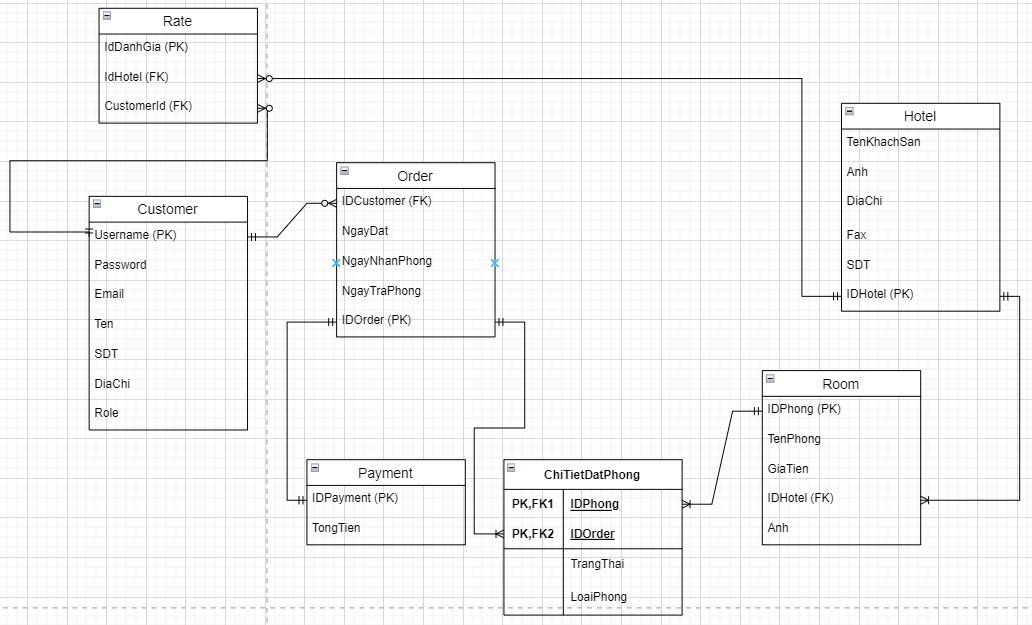 Rate
IdDanhGia (PK)
IdHotel (FK)
CustomerId (FK)
Hotel
TenKhachSan
Anh
DiaChi
Fax
SDT
IDHotel (PK)
Order
IDCustomer (FK)
NgayDat
NgayNhanPhong
NgayTraPhong
IDOrder (PK)
Customer
Username (PK)
Password
Email
Ten
SDT
DiaChi
Role
Room
IDPhong (PK)
TenPhong
GiaTien
IDHotel (FK)
Anh
Payment
IDPayment (PK)
TongTien
ChiTietDatPhong
PK,FK1 IDPhong
PK,FK2 IDOrder
TrangThai
LoaiPhong